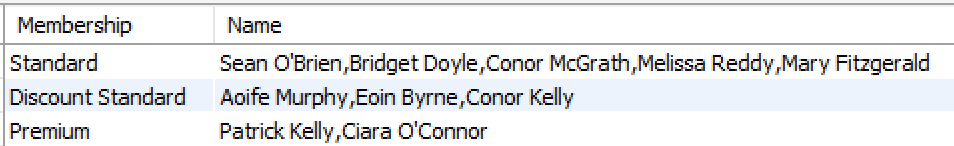 Membership Name
Standard Sean O'Brien,Bridget Doyle,Conor McGrath,Melissa Reddy,Mary Fitzgerald
Discount Standard Aoife Murphy,Eoin Byrne,Conor Kelly
Premium Patrick Kelly,Ciara O'Connor